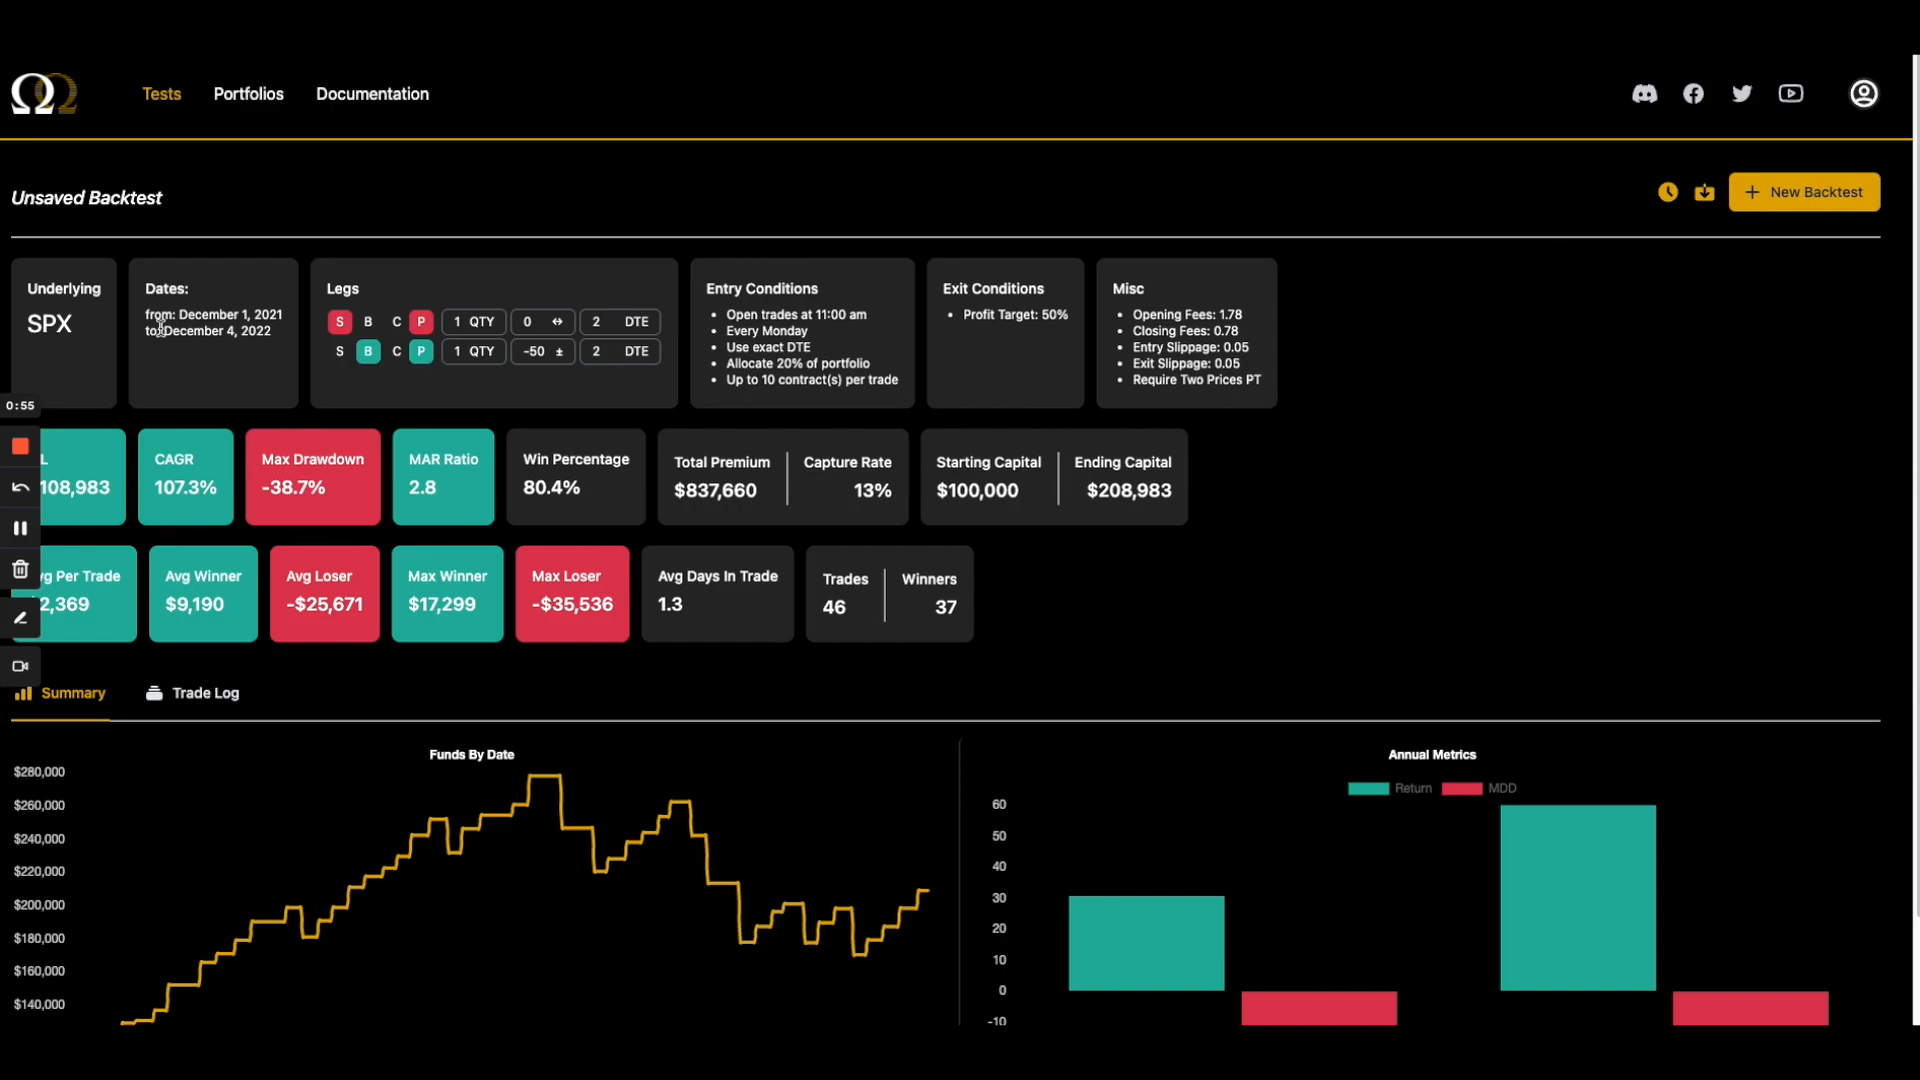 Tests Portfolios Documentation
Unsaved Backtest
+ New Backtest
Underlying
SPX
Dates:
from: December 1, 2021
to: December 4, 2022
Legs
S B C P 1 QTY 0 ↔ 2 DTE
S B C P 1 QTY -50 ± 2 DTE
Entry Conditions
• Open trades at 11:00 am
• Every Monday
• Use exact DTE
• Allocate 20% of portfolio
• Up to 10 contract(s) per trade
Exit Conditions
• Profit Target: 50%
Misc
• Opening Fees: 1.78
• Closing Fees: 0.78
• Entry Slippage: 0.05
• Exit Slippage: 0.05
• Require Two Prices PT
0:55
L
108,983
CAGR
107.3%
Max Drawdown
-38.7%
MAR Ratio
2.8
Win Percentage
80.4%
Total Premium
$837,660
Capture Rate
13%
Starting Capital
$100,000
Ending Capital
$208,983
vg Per Trade
2,369
Avg Winner
$9,190
Avg Loser
-$25,671
Max Winner
$17,299
Max Loser
-$35,536
Avg Days In Trade
1.3
Trades
46
Winners
37
Summary Trade Log
Funds By Date
$280,000
$260,000
$240,000
$220,000
$200,000
$180,000
$160,000
$140,000
Annual Metrics
Return MDD
60
50
40
30
20
10
0
-10